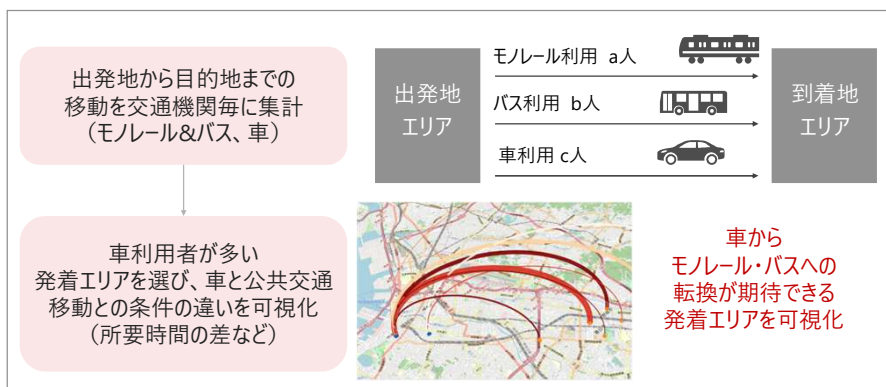 出発地から目的地までの
移動を交通機関毎に集計
（モノレール&バス、車）
出発地
エリア
モノレール利用 a人
バス利用 b人
車利用 c人
到着地
エリア
車利用者が多い
発着エリアを選び、車と公共交通
移動との条件の違いを可視化
（所要時間の差など）
車から
モノレール・バスへの
転換が期待できる
発着エリアを可視化